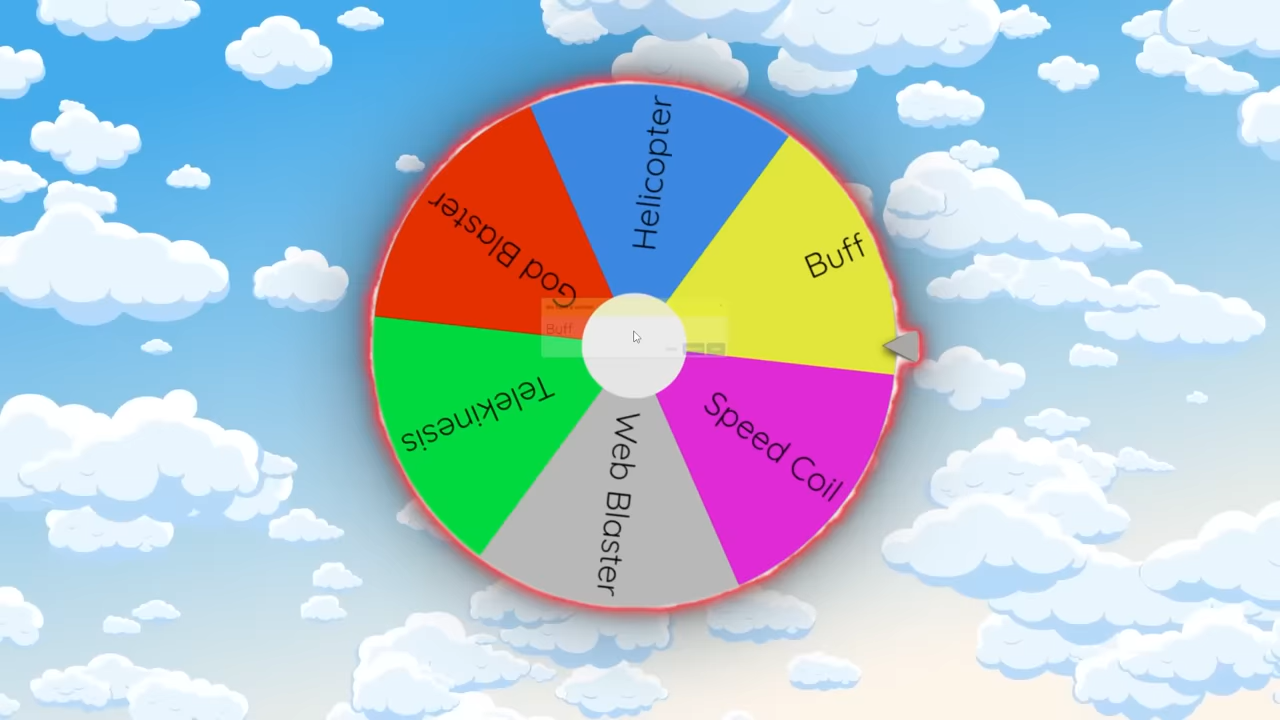 Helicopter
Buff
God Blaster
Buff
Telekinesis
Speed Coil
Web Blaster